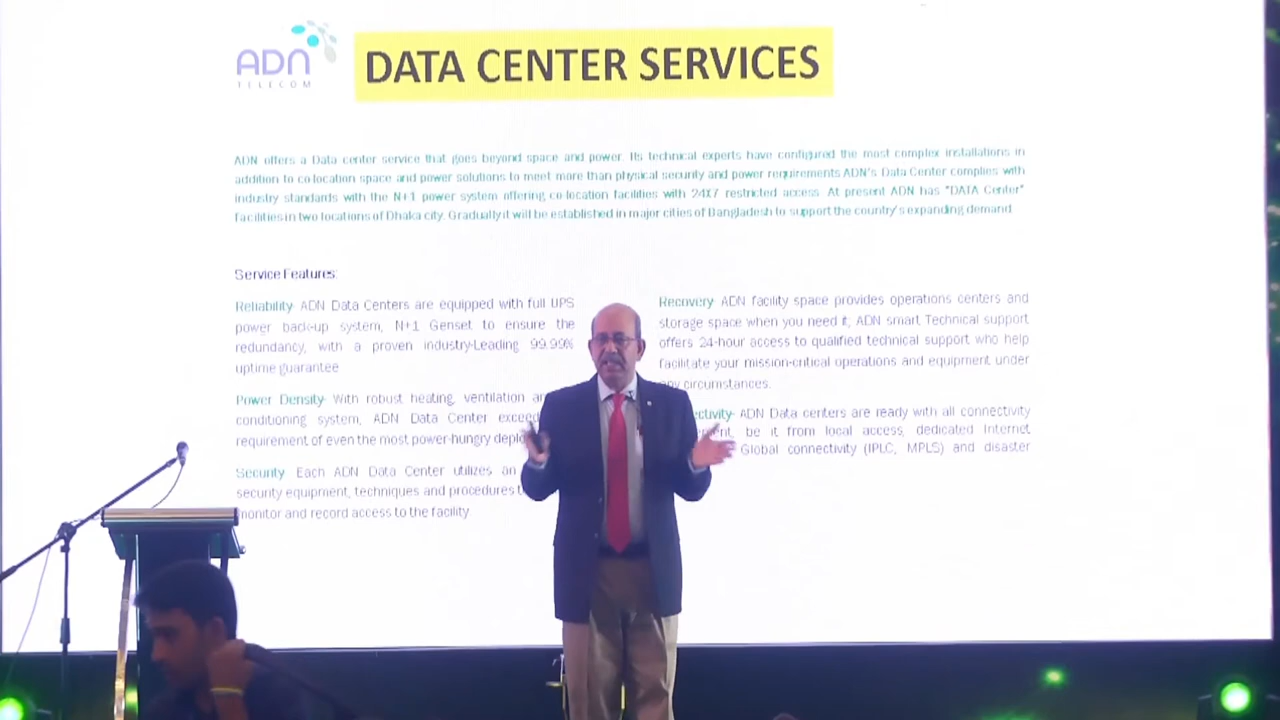 ADN
TELECOM
DATA CENTER SERVICES
ADN offers a Data center service that goes beyond space and power. Its technical experts have configured the most complex installations in
addition to co location space and power solutions to meet more than physical security and power requirements ADN's Data Center complies with
industry standards with the N+1 power system offering co location facilities with 24X7 restricted access. At present ADN has "DATA Center"
facilities in two locations of Dhaka city. Gradually it will be established in major cities of Bangladesh to support the country's expanding demand.
Service Features:
Reliability- ADN Data Centers are equipped with full UPS
power back-up system, N+1 Genset to ensure the
redundancy, with a proven industry-Leading 99.99%
uptime guarantee
Power Density- With robust heating, ventilation
conditioning system, ADN Data Center
requirement of even the most power-hungry
Security Each ADN Data Center utilizes an
security equipment, techniques and procedures
monitor and record access to the facility
Recovery- ADN facility space provides operations centers and
storage space when you need it, ADN smart Technical support
offers 24-hour access to qualified technical support who help
facilitate your mission-critical operations and equipment under
any circumstances.
ADN Data centers are ready with all connectivity
be it from local access, dedicated Internet
Global connectivity (IPLC, MPLS) and disaster